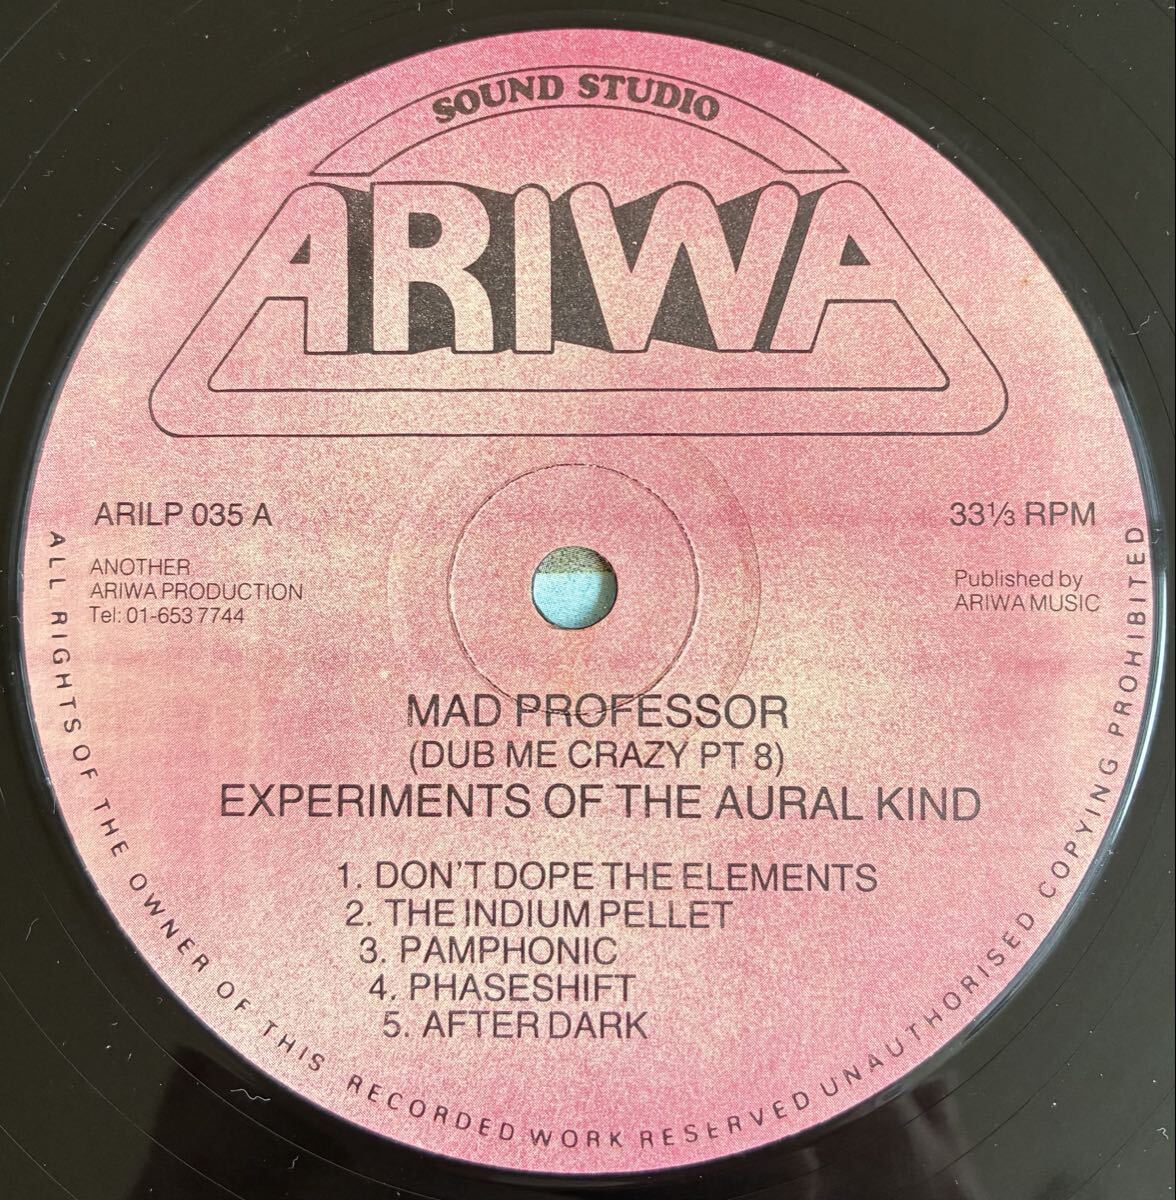 SOUND STUDIO
ARIWA
ARILP 035 A
33⅓ RPM
ANOTHER
ARIWA PRODUCTION
Tel: 01-653 7744
Published by
ARIWA MUSIC
MAD PROFESSOR
(DUB ME CRAZY PT 8)
EXPERIMENTS OF THE AURAL KIND
1. DON'T DOPE THE ELEMENTS
2. THE INDIUM PELLET
3. PAMPHONIC
4. PHASESHIFT
5. AFTER DARK
ALL RIGHTS OF THE OWNER OF THIS RECORDED WORK RESERVED UNAUTHORISED COPYING PROHIBITED